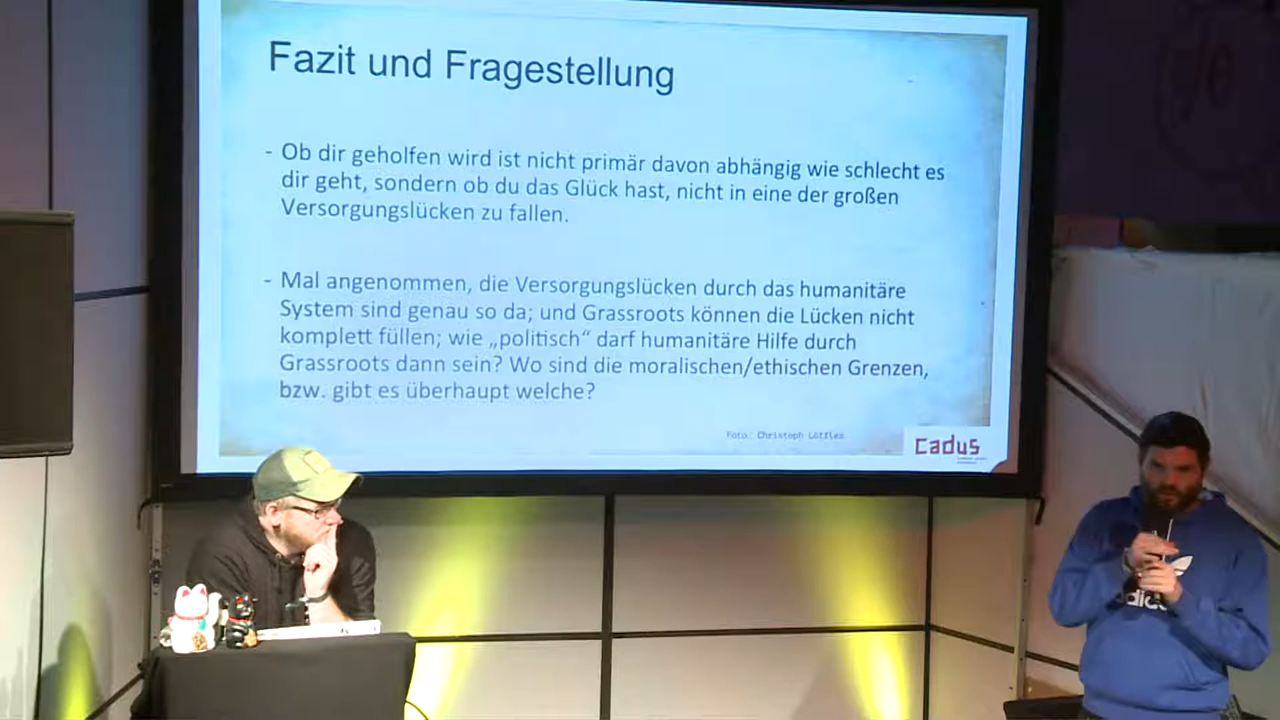 Fazit und Fragestellung
- Ob dir geholfen wird ist nicht primär davon abhängig wie schlecht es
dir geht, sondern ob du das Glück hast, nicht in eine der großen
Versorgungslücken zu fallen.
- Mal angenommen, die Versorgungslücken durch das humanitäre
System sind genau so da; und Grassroots können die Lücken nicht
komplett füllen; wie „politisch“ darf humanitäre Hilfe durch
Grassroots dann sein? Wo sind die moralischen/ethischen Grenzen,
bzw. gibt es überhaupt welche?
Foto: Christoph
cadus